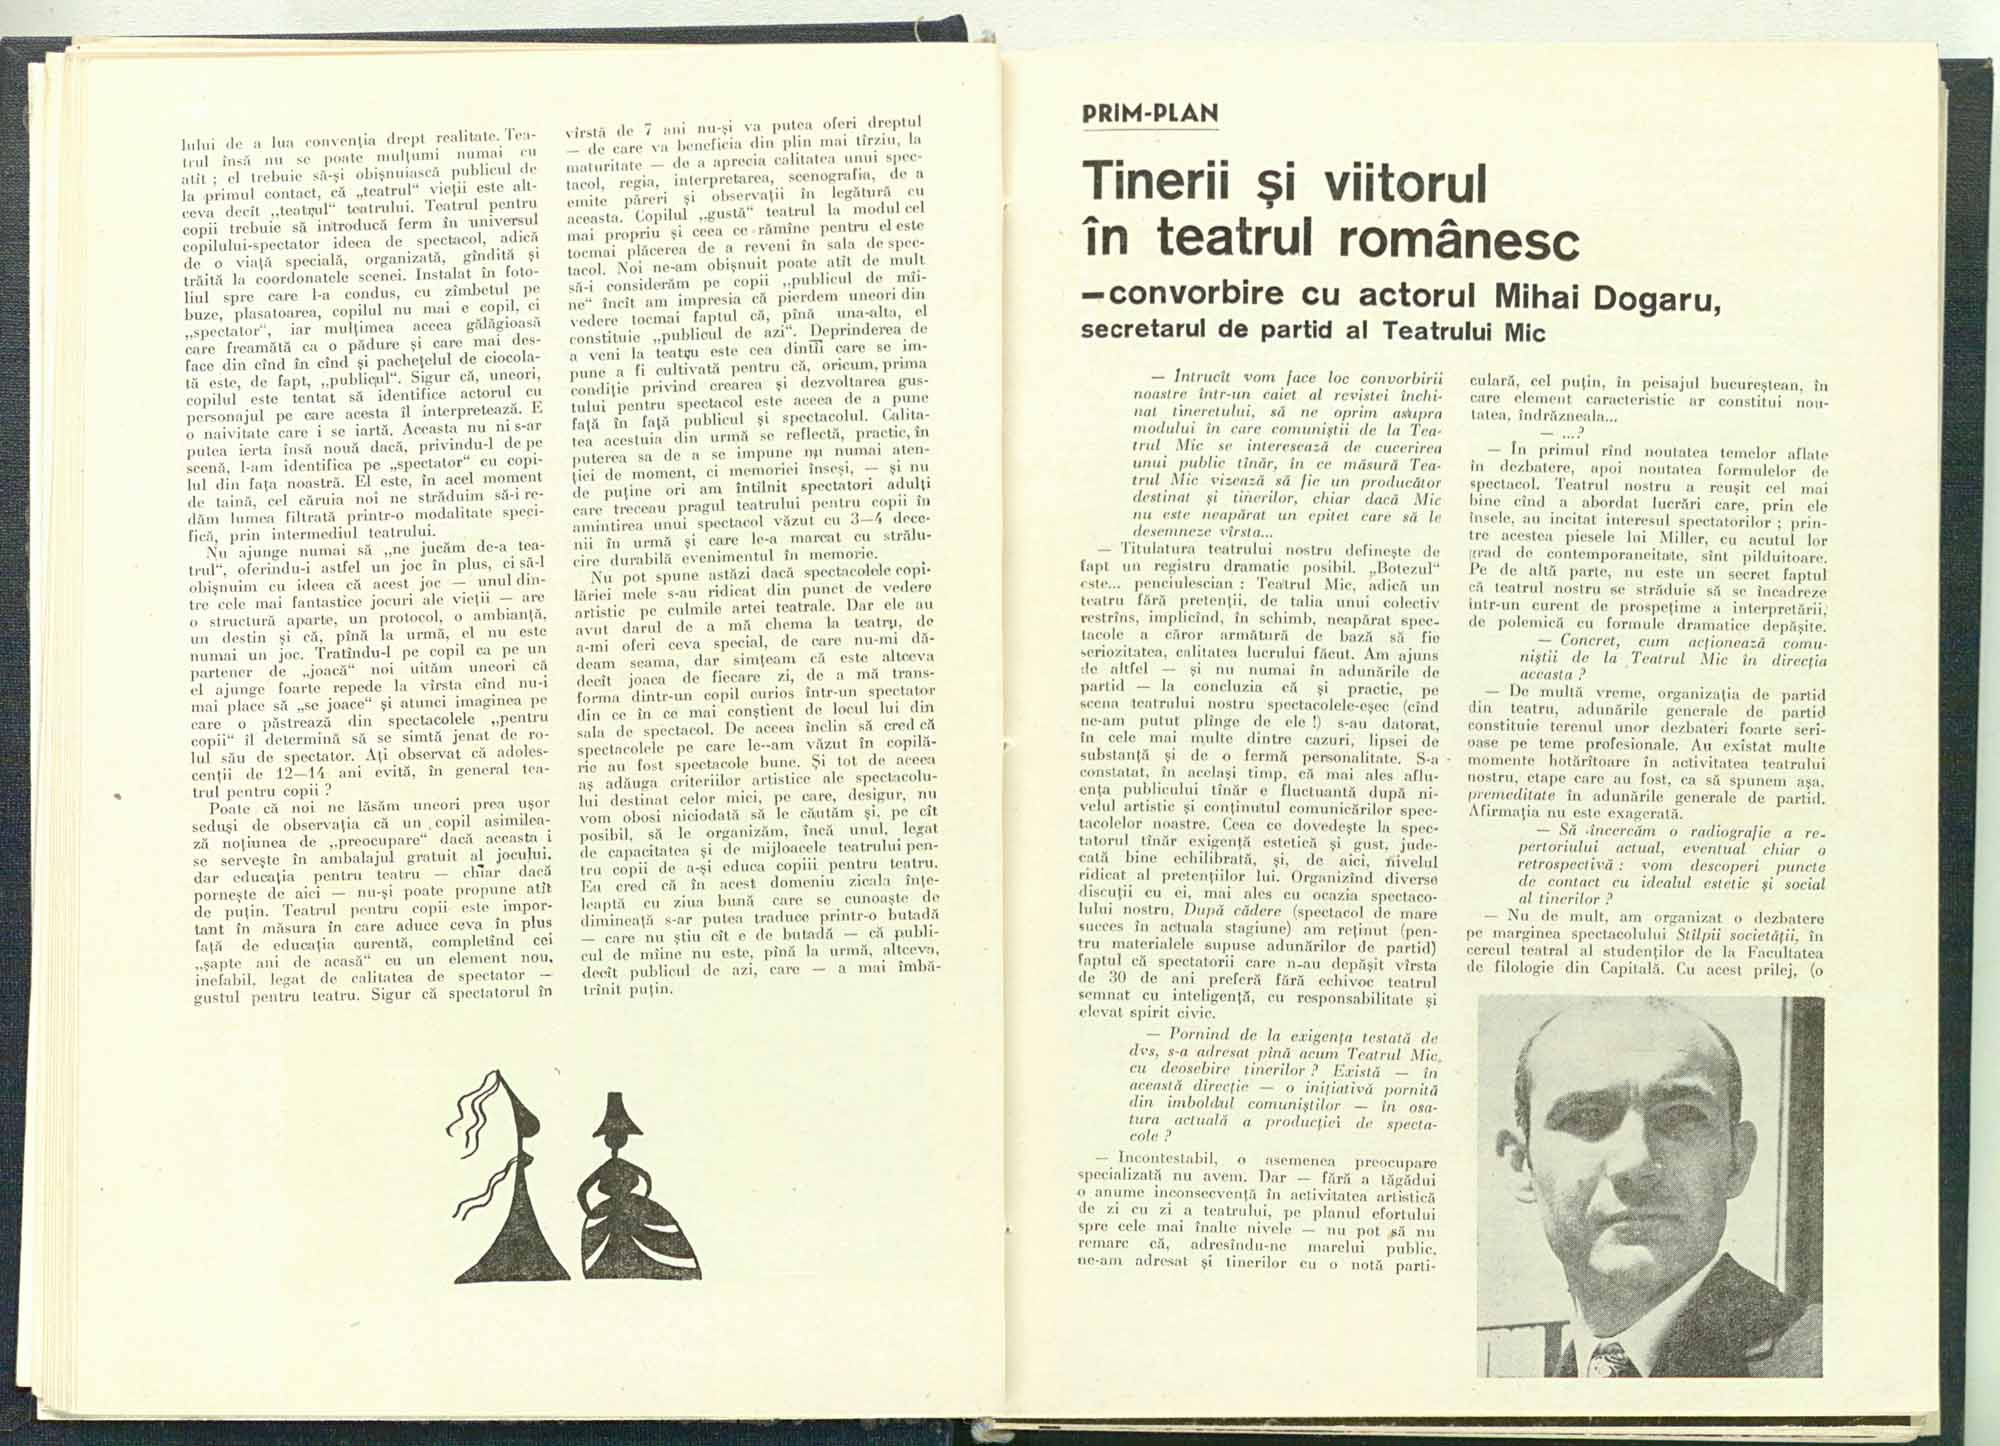 lului de a lua convenția drept realitate. Tea-
trul însă nu se poate mulțumi numai cu
atît ; el trebuie să-și obișnuiască publicul de
la primul contact, că „teatrul“ vieții este alt-
ceva decît „teatrul“ teatrului. Teatrul pentru
copii trebuie să introducă ferm în universul
copilului-spectator ideea de spectacol, adică
de o viață specială, organizată, gîndită și
trăită la coordonatele scenei. Instalat în foto-
liul spre care l-a condus, cu zîmbetul pe
buze, plasatoarea, copilul nu mai e copil, ci
„spectator“, iar mulțimea aceea gălăgioasă
care freamătă ca o pădure și care mai des-
face din cînd în cînd și pachețelul de ciocola-
tă este, de fapt, „publicul“. Sigur că, uneori,
copilul este tentat să identifice actorul cu
personajul pe care acesta îl interpretează. E
o naivitate care i se iartă. Aceasta nu ni s-ar
putea ierta însă nouă dacă, privindu-l de pe
scenă, l-am identifica pe „spectator“ cu copi-
lul din fața noastră. El este, în acel moment
de taină, cel căruia noi ne străduim să-i re-
dăm lumea filtrată printr-o modalitate speci-
fică, prin intermediul teatrului.
Nu ajunge numai să „ne jucăm de-a tea-
trul“, oferindu-i astfel un joc în plus, ci să-l
obișnuim cu ideea că acest joc — unul din-
tre cele mai fantastice jocuri ale vieții — are
o structură aparte, un protocol, o ambianță,
un destin și că, pînă la urmă, el nu este
numai un joc. Tratîndu-l pe copil ca pe un
partener de „joacă“ noi uităm uneori că
el ajunge foarte repede la vîrsta cînd nu-i
mai place să „se joace“ și atunci imaginea pe
care o păstrează din spectacolele „pentru
copii“ îl determină să se simtă jenat de ro-
lul său de spectator. Ați observat că adoles-
cenții de 12—14 ani evită, în general tea-
trul pentru copii ?
Poate că noi ne lăsăm uneori prea ușor
seduși de observația că un copil asimilea-
ză noțiunea de „preocupare“ dacă aceasta i
se servește în ambalajul gratuit al jocului,
dar educația pentru teatru — chiar dacă
pornește de aici — nu-și poate propune atît
de puțin. Teatrul pentru copii este impor-
tant în măsura în care aduce ceva în plus
față de educația curentă, completînd cei
„șapte ani de acasă“ cu un element nou,
inefabil, legat de calitatea de spectator —
gustul pentru teatru. Sigur că spectatorul în
vîrstă de 7 ani nu-și va putea oferi dreptul
— de care va beneficia din plin mai tîrziu, la
maturitate — de a aprecia calitatea unui spec-
tacol, regia, interpretarea, scenografia, de a
emite păreri și observații în legătură cu
aceasta. Copilul „gustă“ teatrul la modul cel
mai propriu și ceea ce rămîne pentru el este
tocmai plăcerea de a reveni în sala de spec-
tacol. Noi ne-am obișnuit poate atît de mult
să-i considerăm pe copii „publicul de mîi-
ne“ încît am impresia că pierdem uneori din
vedere tocmai faptul că, pînă una-alta, el
constituie „publicul de azi“. Deprinderea de
a veni la teatru este cea dintîi care se im-
pune a fi cultivată pentru că, oricum, prima
condiție privind crearea și dezvoltarea gus-
tului pentru spectacol este aceea de a pune
față în față publicul și spectacolul. Calita-
tea acestuia din urmă se reflectă, practic, în
puterea sa de a se impune nu numai aten-
ției de moment, ci memoriei înseși, — și nu
de puține ori am întîlnit spectatori adulți
care treceau pragul teatrului pentru copii în
amintirea unui spectacol văzut cu 3—4 dece-
nii în urmă și care le-a marcat cu strălu-
cire durabilă evenimentul în memorie.
Nu pot spune astăzi dacă spectacolele copi-
lăriei mele s-au ridicat din punct de vedere
artistic pe culmile artei teatrale. Dar ele au
avut darul de a mă chema la teatru, de
a-mi oferi ceva special, de care nu-mi dă-
deam seama, dar simțeam că este altceva
decît joaca de fiecare zi, de a mă trans-
forma dintr-un copil curios într-un spectator
din ce în ce mai conștient de locul lui din
sala de spectacol. De aceea înclin să cred că
spectacolele pe care le--am văzut în copilă-
rie au fost spectacole bune. Și tot de aceea
aș adăuga criteriilor artistice ale spectacolu-
lui destinat celor mici, pe care, desigur, nu
vom obosi niciodată să le căutăm și, pe cît
posibil, să le organizăm, încă unul, legat
de capacitatea și de mijloacele teatrului pen-
tru copii de a-și educa copiii pentru teatru.
Eu cred că în acest domeniu zicala înțe-
leaptă cu ziua bună care se cunoaște de
dimineață s-ar putea traduce printr-o butadă
— care nu știu cît e de butadă — că publi-
cul de mîine nu este, pînă la urmă, altceva,
decît publicul de azi, care — a mai îmbă-
trînit puțin.
PRIM-PLAN
Tinerii și viitorul
în teatrul românesc
—convorbire cu actorul Mihai Dogaru,
secretarul de partid al Teatrului Mic
— Întrucît vom face loc convorbirii
noastre într-un caiet al revistei închi-
nat tineretului, să ne oprim asupra
modului în care comuniștii de la Tea-
trul Mic se interesează de cucerirea
unui public tînăr, în ce măsură Tea-
trul Mic vizează să fie un producător
destinat și tinerilor, chiar dacă Mic
nu este neapărat un epitet care să le
desemneze vîrsta...
— Titulatura teatrului nostru definește de
fapt un registru dramatic posibil. „Botezul“
este... penciulescian : Teatrul Mic, adică un
teatru fără pretenții, de talia unui colectiv
restrîns, implicînd, în schimb, neapărat spec-
tacole a căror armătură de bază să fie
seriozitatea, calitatea lucrului făcut. Am ajuns
de altfel — și nu numai în adunările de
partid — la concluzia că și practic, pe
scena teatrului nostru spectacolele-eșec (cînd
ne-am putut plînge de ele !) s-au datorat,
în cele mai multe dintre cazuri, lipsei de
substanță și de o fermă personalitate. S-a
constatat, în același timp, că mai ales aflu-
ența publicului tînăr e fluctuantă după ni-
velul artistic și conținutul comunicărilor spec-
tacolelor noastre. Ceea ce dovedește la spec-
tatorul tînăr exigență estetică și gust, jude-
cată bine echilibrată, și, de aici, nivelul
ridicat al pretențiilor lui. Organizînd diverse
discuții cu ei, mai ales cu ocazia spectaco-
lului nostru, După cădere (spectacol de mare
succes în actuala stagiune) am reținut (pen-
tru materialele supuse adunărilor de partid)
faptul că spectatorii care n-au depășit vîrsta
de 30 de ani preferă fără echivoc teatrul
semnat cu inteligență, cu responsabilitate și
elevat spirit civic.
— Pornind de la exigența testată de
dvs, s-a adresat pînă acum Teatrul Mic,
cu deosebire tinerilor ? Există — în
această direcție — o inițiativă pornită
din imboldul comuniștilor — în osa-
tura actuală a producției de specta-
cole ?
— Incontestabil, o asemenea preocupare
specializată nu avem. Dar — fără a tăgădui
o anume inconsecvență în activitatea artistică
de zi cu zi a teatrului, pe planul efortului
spre cele mai înalte nivele — nu pot să nu
remarc că, adresîndu-ne marelui public,
ne-am adresat și tinerilor cu o notă parti-
culară, cel puțin, în peisajul bucureștean, în
care element caracteristic ar constitui nou-
tatea, îndrăzneala...
— ...?
— În primul rînd noutatea temelor aflate
în dezbatere, apoi noutatea formulelor de
spectacol. Teatrul nostru a reușit cel mai
bine cînd a abordat lucrări care, prin ele
însele, au incitat interesul spectatorilor ; prin-
tre acestea piesele lui Miller, cu acutul lor
grad de contemporaneitate, sînt pilduitoare.
Pe de altă parte, nu este un secret faptul
că teatrul nostru se străduie să se încadreze
într-un curent de prospețime a interpretării,
de polemică cu formule dramatice depășite.
— Concret, cum acționează comu-
niștii de la Teatrul Mic în direcția
aceasta ?
— De multă vreme, organizația de partid
din teatru, adunările generale de partid
constituie terenul unor dezbateri foarte seri-
oase pe teme profesionale. Au existat multe
momente hotărîtoare în activitatea teatrului
nostru, etape care au fost, ca să spunem așa,
premeditate în adunările generale de partid.
Afirmația nu este exagerată.
— Să încercăm o radiografie a re-
pertoriului actual, eventual chiar o
retrospectivă : vom descoperi puncte
de contact cu idealul estetic și social
al tinerilor ?
— Nu de mult, am organizat o dezbatere
pe marginea spectacolului Stîlpii societății, în
cercul teatral al studenților de la Facultatea
de filologie din Capitală. Cu acest prilej, (o